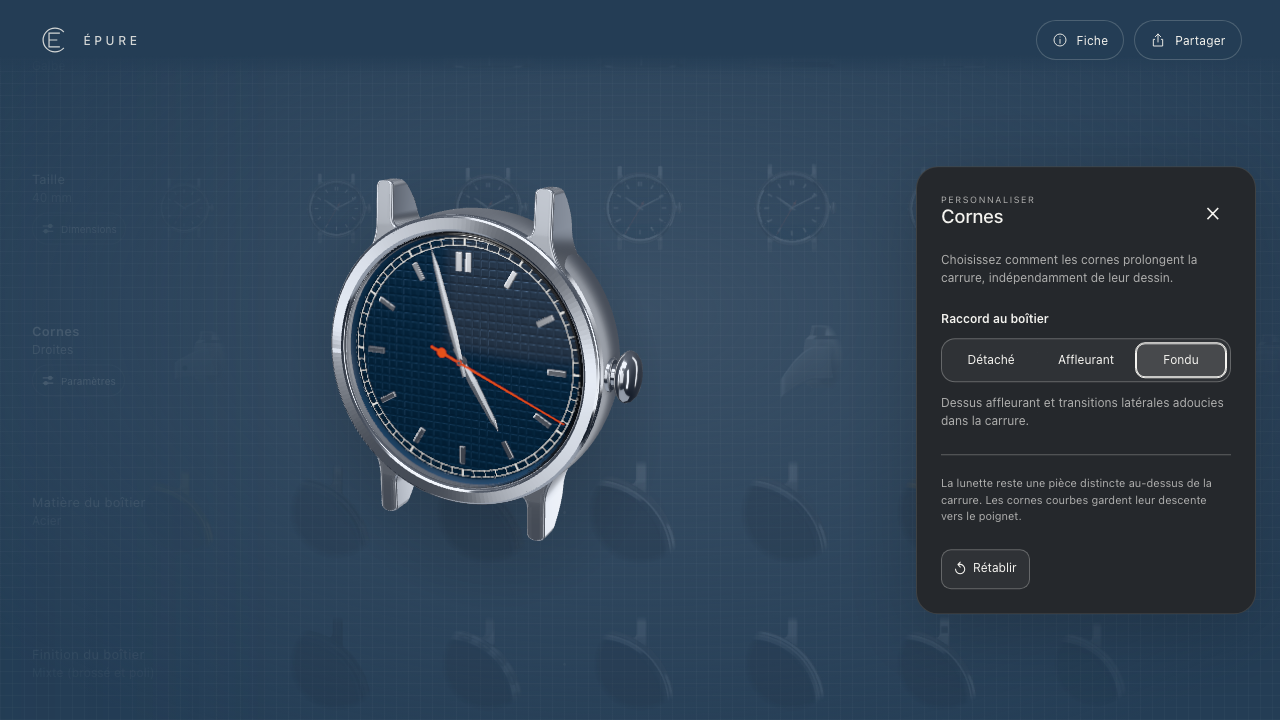 ÉPURE
Fiche
Partager
Taille
40 mm
Dimensions
Cornes
Droites
Paramètres
Matière du boîtier
Acier
Finition du boîtier
PERSONNALISER
Cornes
Choisissez comment les cornes prolongent la
carrure, indépendamment de leur dessin.
Raccord au boîtier
Détaché
Affleurant
Fondu
Dessus affleurant et transitions latérales adoucies
dans la carrure.
La lunette reste une pièce distincte au-dessus de la
carrure. Les cornes courbes gardent leur descente
vers le poignet.
Rétablir